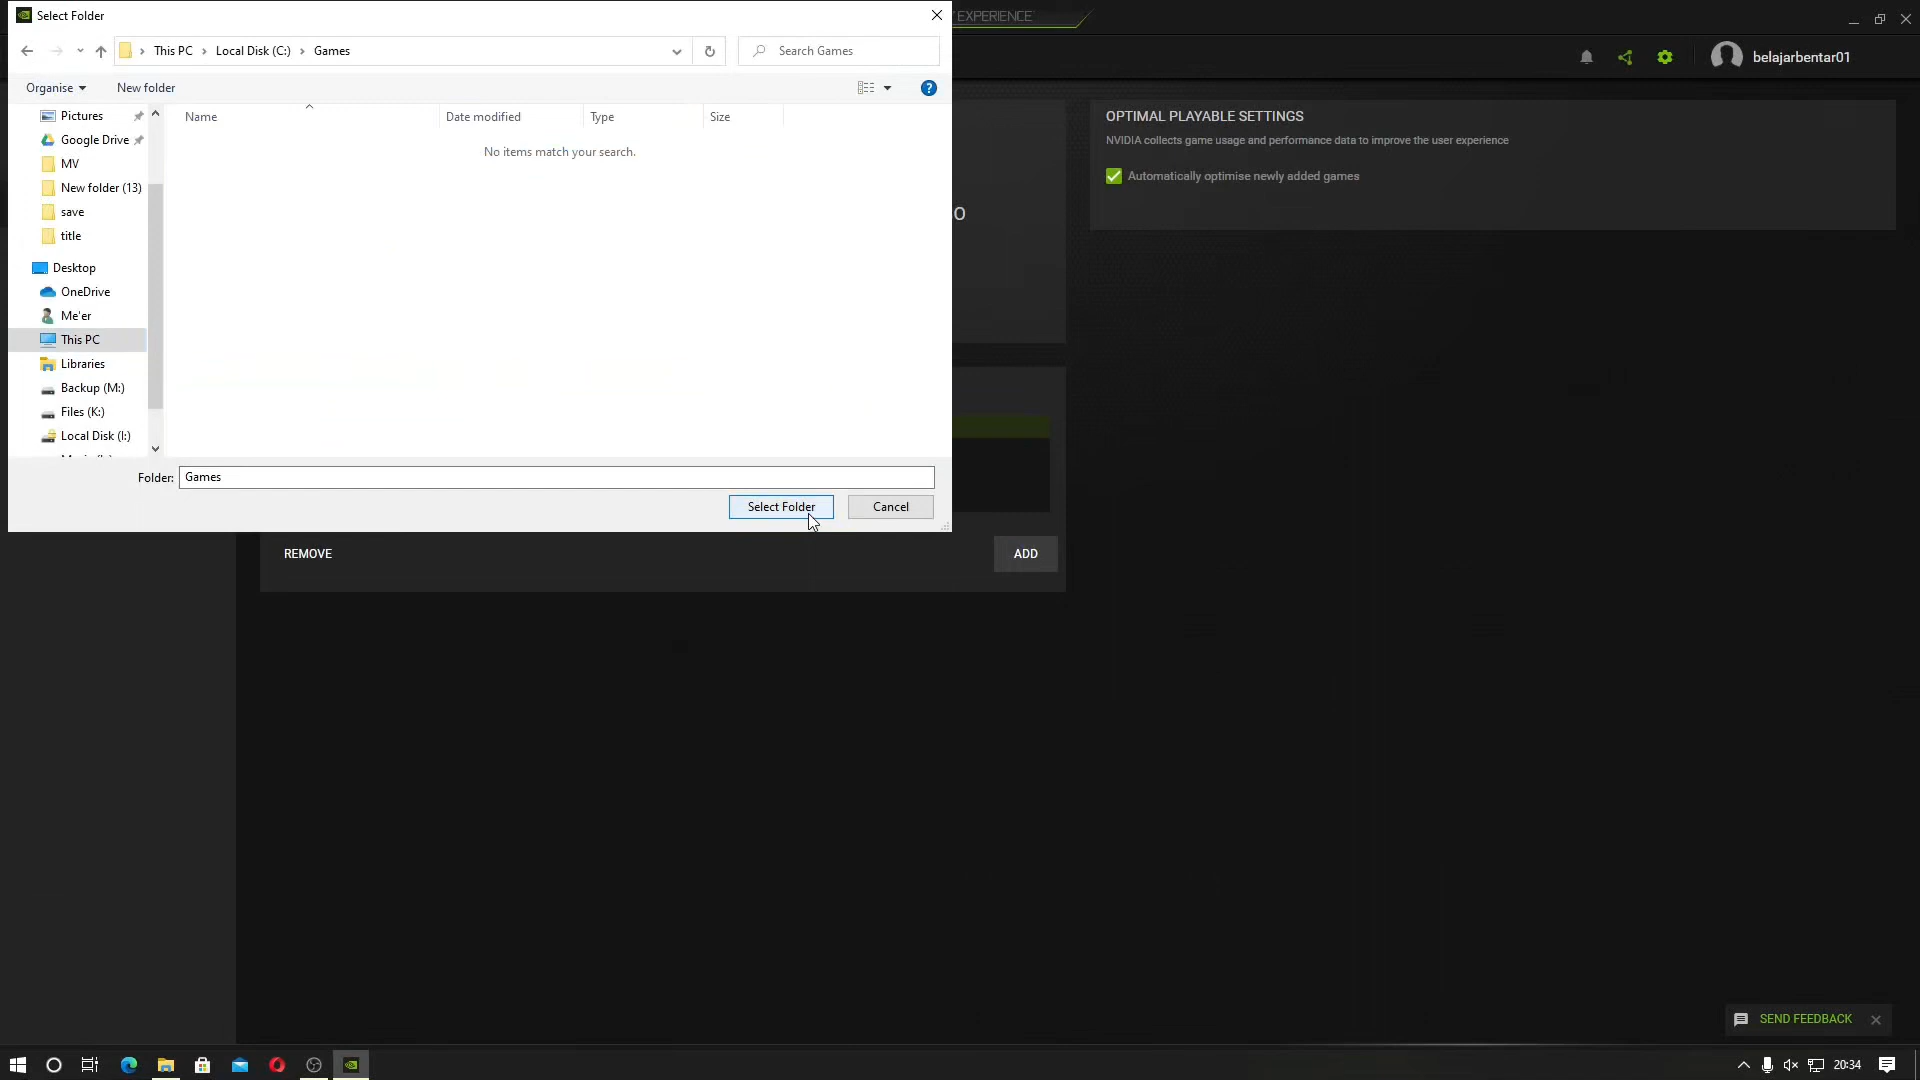 Select Folder
EXPERIENCE
This PC > Local Disk (C:) > Games
Search Games
belajarbentar01
Organise
New folder
Name
Date modified
Type
Size
No items match your search.
Pictures
Google Drive
MV
New folder (13)
save
title
Desktop
OneDrive
Me'er
This PC
Libraries
Backup (M:)
Files (K:)
Local Disk (I:)
Folder: Games
Select Folder
Cancel
OPTIMAL PLAYABLE SETTINGS
NVIDIA collects game usage and performance data to improve the user experience
Automatically optimise newly added games
REMOVE
ADD
SEND FEEDBACK
20:34